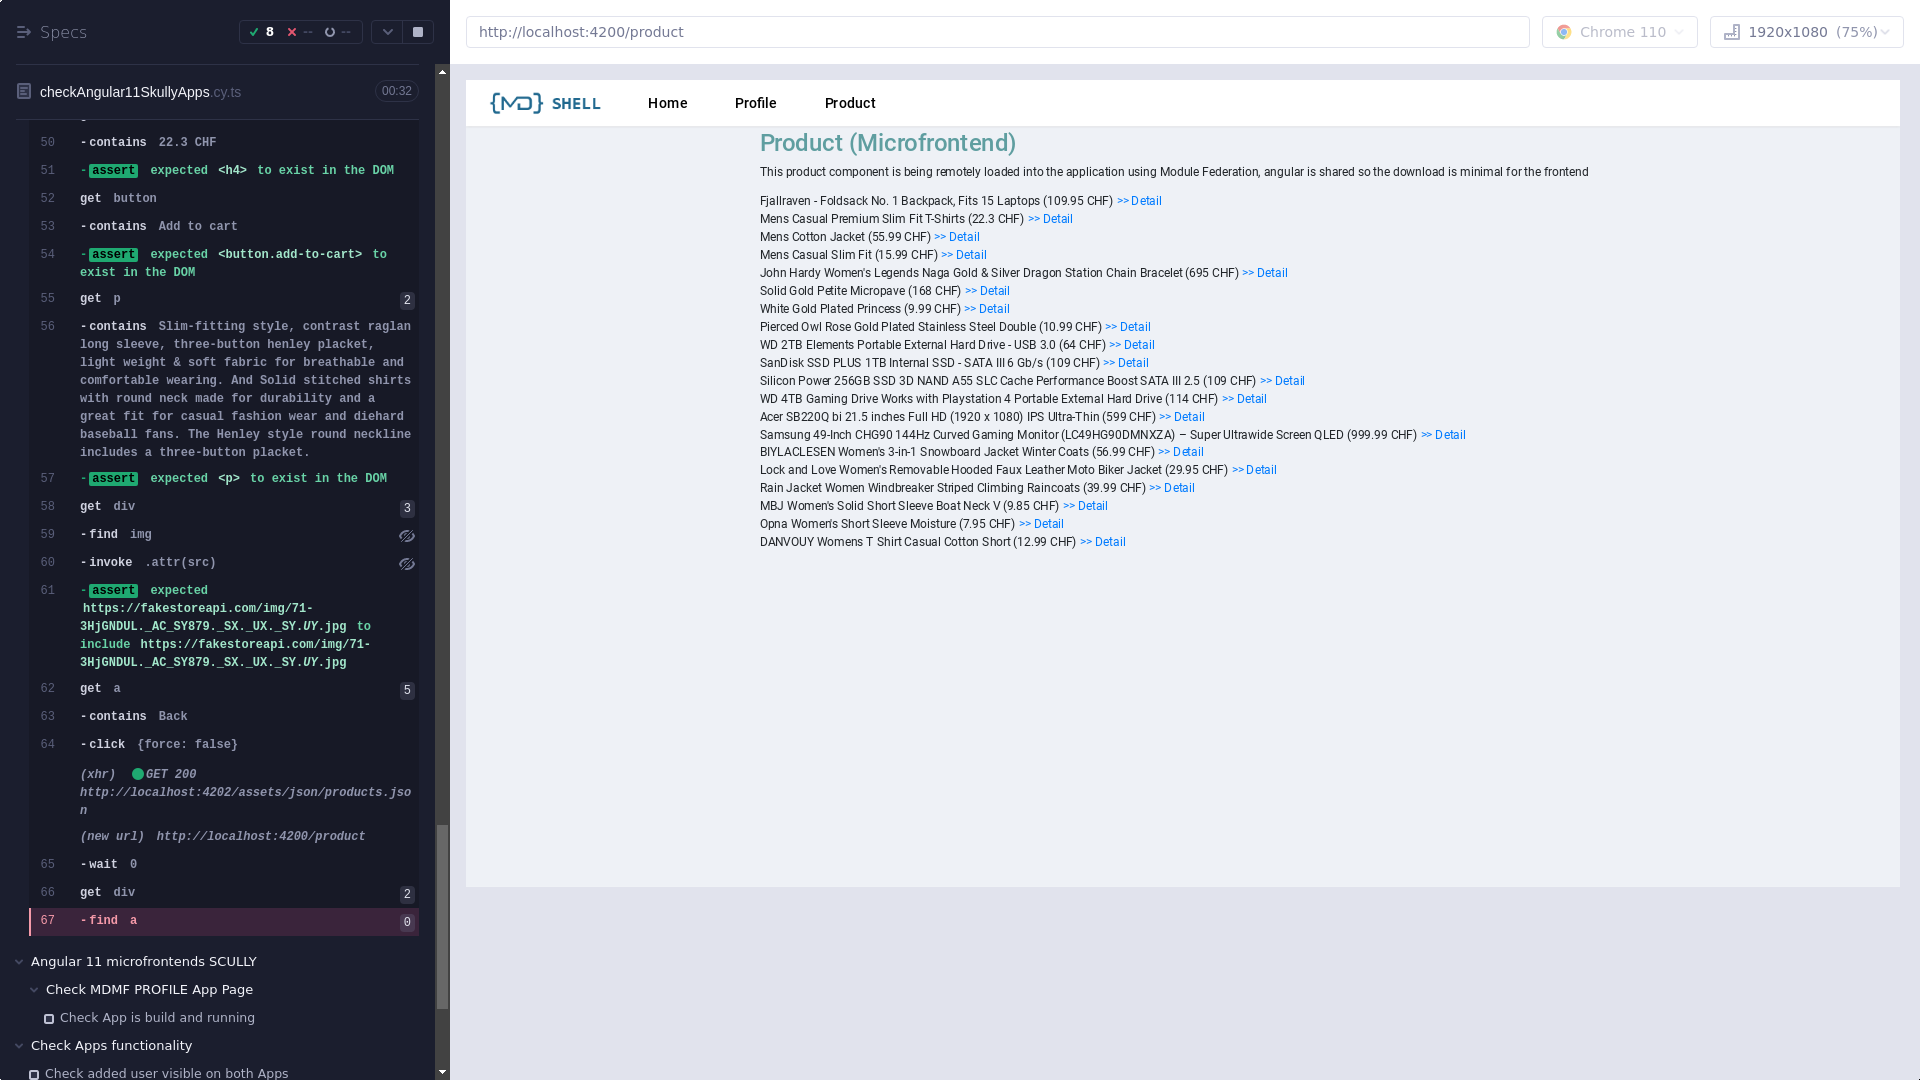 Specs
8
--
--
http://localhost:4200/product
Chrome 110
1920x1080 (75%)
checkAngular11SkullyApps.cy.ts
00:32
50 -contains 22.3 CHF
51 -assert expected <h4> to exist in the DOM
52 get button
53 -contains Add to cart
54 -assert expected <button.add-to-cart> to
exist in the DOM
55 get p 2
56 -contains Slim-fitting style, contrast raglan
long sleeve, three-button henley placket,
light weight & soft fabric for breathable and
comfortable wearing. And Solid stitched shirts
with round neck made for durability and a
great fit for casual fashion wear and diehard
baseball fans. The Henley style round neckline
includes a three-button placket.
57 -assert expected <p> to exist in the DOM
58 get div 3
59 -find img
60 -invoke .attr(src)
61 -assert expected
https://fakestoreapi.com/img/71-
3HjGNDUL._AC_SY879._SX._UX._SY.UY.jpg to
include https://fakestoreapi.com/img/71-
3HjGNDUL._AC_SY879._SX._UX._SY.UY.jpg
62 get a 5
63 -contains Back
64 -click {force: false}
(xhr) GET 200
http://localhost:4202/assets/json/products.jso
n
(new url) http://localhost:4200/product
65 -wait 0
66 get div 2
67 -find a 0
Angular 11 microfrontends SCULLY
Check MDMF PROFILE App Page
Check App is build and running
Check Apps functionality
Check added user visible on both Apps
{MD} SHELL
Home
Profile
Product
Product (Microfrontend)
This product component is being remotely loaded into the application using Module Federation, angular is shared so the download is minimal for the frontend
Fjallraven - Foldsack No. 1 Backpack, Fits 15 Laptops (109.95 CHF) >> Detail
Mens Casual Premium Slim Fit T-Shirts (22.3 CHF) >> Detail
Mens Cotton Jacket (55.99 CHF) >> Detail
Mens Casual Slim Fit (15.99 CHF) >> Detail
John Hardy Women's Legends Naga Gold & Silver Dragon Station Chain Bracelet (695 CHF) >> Detail
Solid Gold Petite Micropave (168 CHF) >> Detail
White Gold Plated Princess (9.99 CHF) >> Detail
Pierced Owl Rose Gold Plated Stainless Steel Double (10.99 CHF) >> Detail
WD 2TB Elements Portable External Hard Drive - USB 3.0 (64 CHF) >> Detail
SanDisk SSD PLUS 1TB Internal SSD - SATA III 6 Gb/s (109 CHF) >> Detail
Silicon Power 256GB SSD 3D NAND A55 SLC Cache Performance Boost SATA III 2.5 (109 CHF) >> Detail
WD 4TB Gaming Drive Works with Playstation 4 Portable External Hard Drive (114 CHF) >> Detail
Acer SB220Q bi 21.5 inches Full HD (1920 x 1080) IPS Ultra-Thin (599 CHF) >> Detail
Samsung 49-Inch CHG90 144Hz Curved Gaming Monitor (LC49HG90DMNXZA) – Super Ultrawide Screen QLED (999.99 CHF) >> Detail
BIYLACLESEN Women's 3-in-1 Snowboard Jacket Winter Coats (56.99 CHF) >> Detail
Lock and Love Women's Removable Hooded Faux Leather Moto Biker Jacket (29.95 CHF) >> Detail
Rain Jacket Women Windbreaker Striped Climbing Raincoats (39.99 CHF) >> Detail
MBJ Women's Solid Short Sleeve Boat Neck V (9.85 CHF) >> Detail
Opna Women's Short Sleeve Moisture (7.95 CHF) >> Detail
DANVOUY Womens T Shirt Casual Cotton Short (12.99 CHF) >> Detail